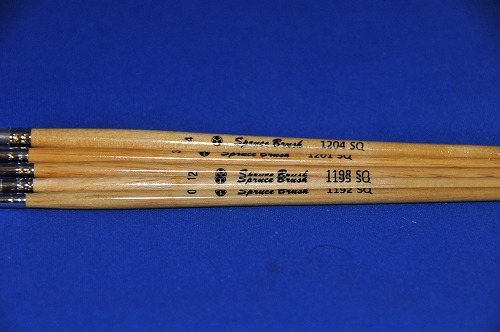 4 Spruce Brush 1204 SQ
Spruce Brush 1201 SQ
12 Spruce Brush 1198 SQ
0 Spruce Brush 1192 SQ